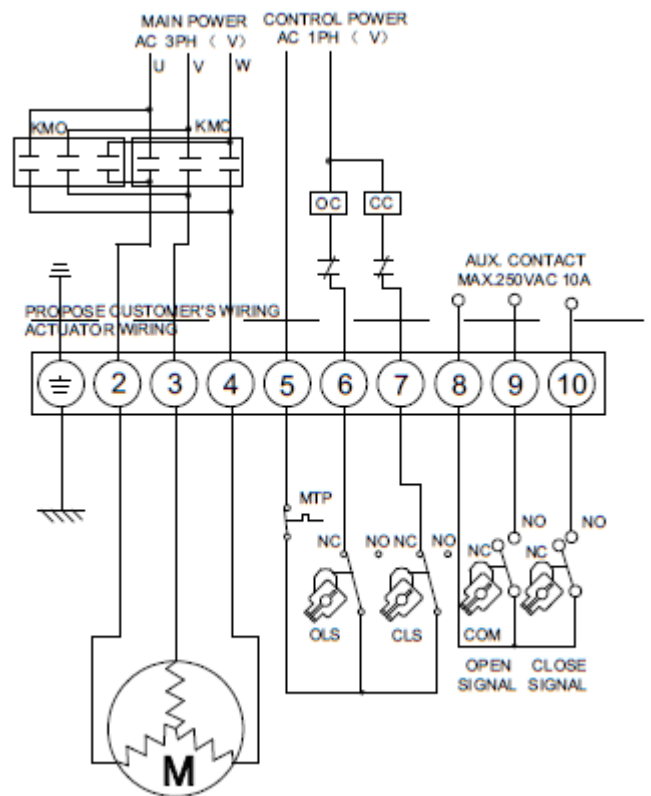 MAIN POWER
AC 3PH ( V)
CONTROL POWER
AC 1PH ( V)
U V W
KMO KMC
OC CC
AUX. CONTACT
MAX.250VAC 10A
PROPOSE CUSTOMER'S WIRING
ACTUATOR WIRING
2 3 4 5 6 7 8 9 10
MTP
NC NO NC NO
OLS CLS
NO NO
NC NC
COM
OPEN
SIGNAL
CLOSE
SIGNAL
M